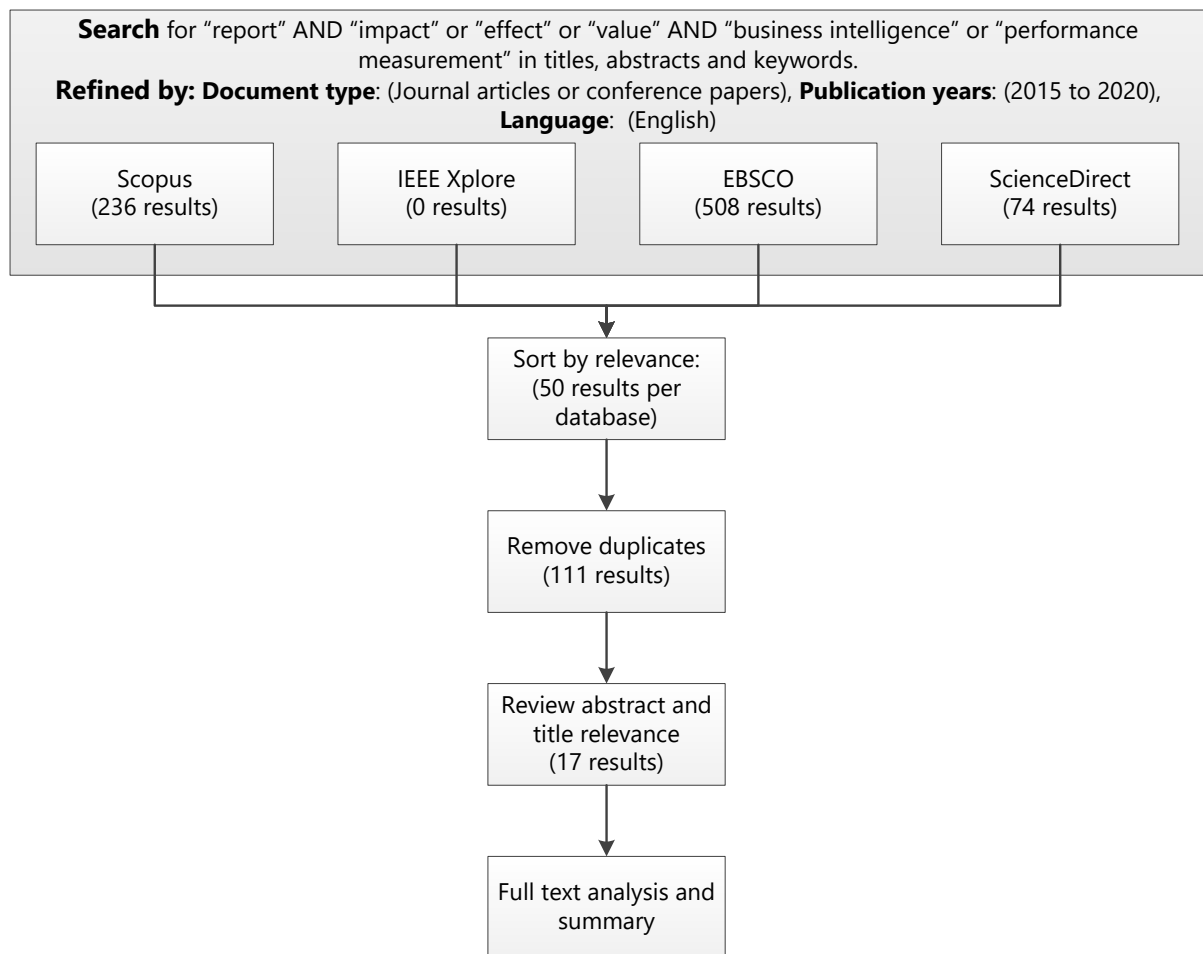 Search for “report” AND “impact” or ”effect” or “value” AND “business intelligence” or “performance
measurement” in titles, abstracts and keywords.
Refined by: Document type: (Journal articles or conference papers), Publication years: (2015 to 2020),
Language: (English)
Scopus
(236 results)
IEEE Xplore
(0 results)
EBSCO
(508 results)
ScienceDirect
(74 results)
Sort by relevance:
(50 results per
database)
Remove duplicates
(111 results)
Review abstract and
title relevance
(17 results)
Full text analysis and
summary